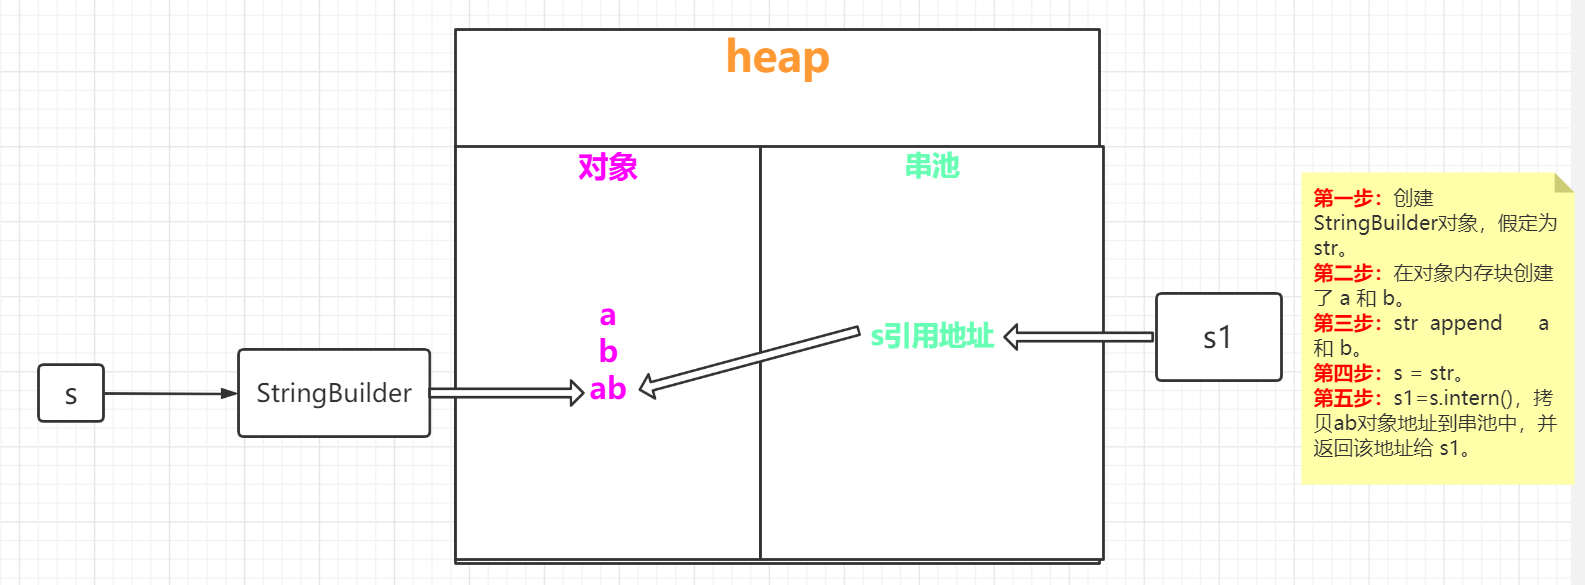 heap
对象
串池
a
b
ab
s引用地址
s
StringBuilder
s1
第一步：创建
StringBuilder对象，假定为
str。
第二步：在对象内存块创建
了 a 和 b。
第三步：str append a
和 b。
第四步：s = str。
第五步：s1=s.intern()，拷
贝ab对象地址到串池中，并
返回该地址给 s1。